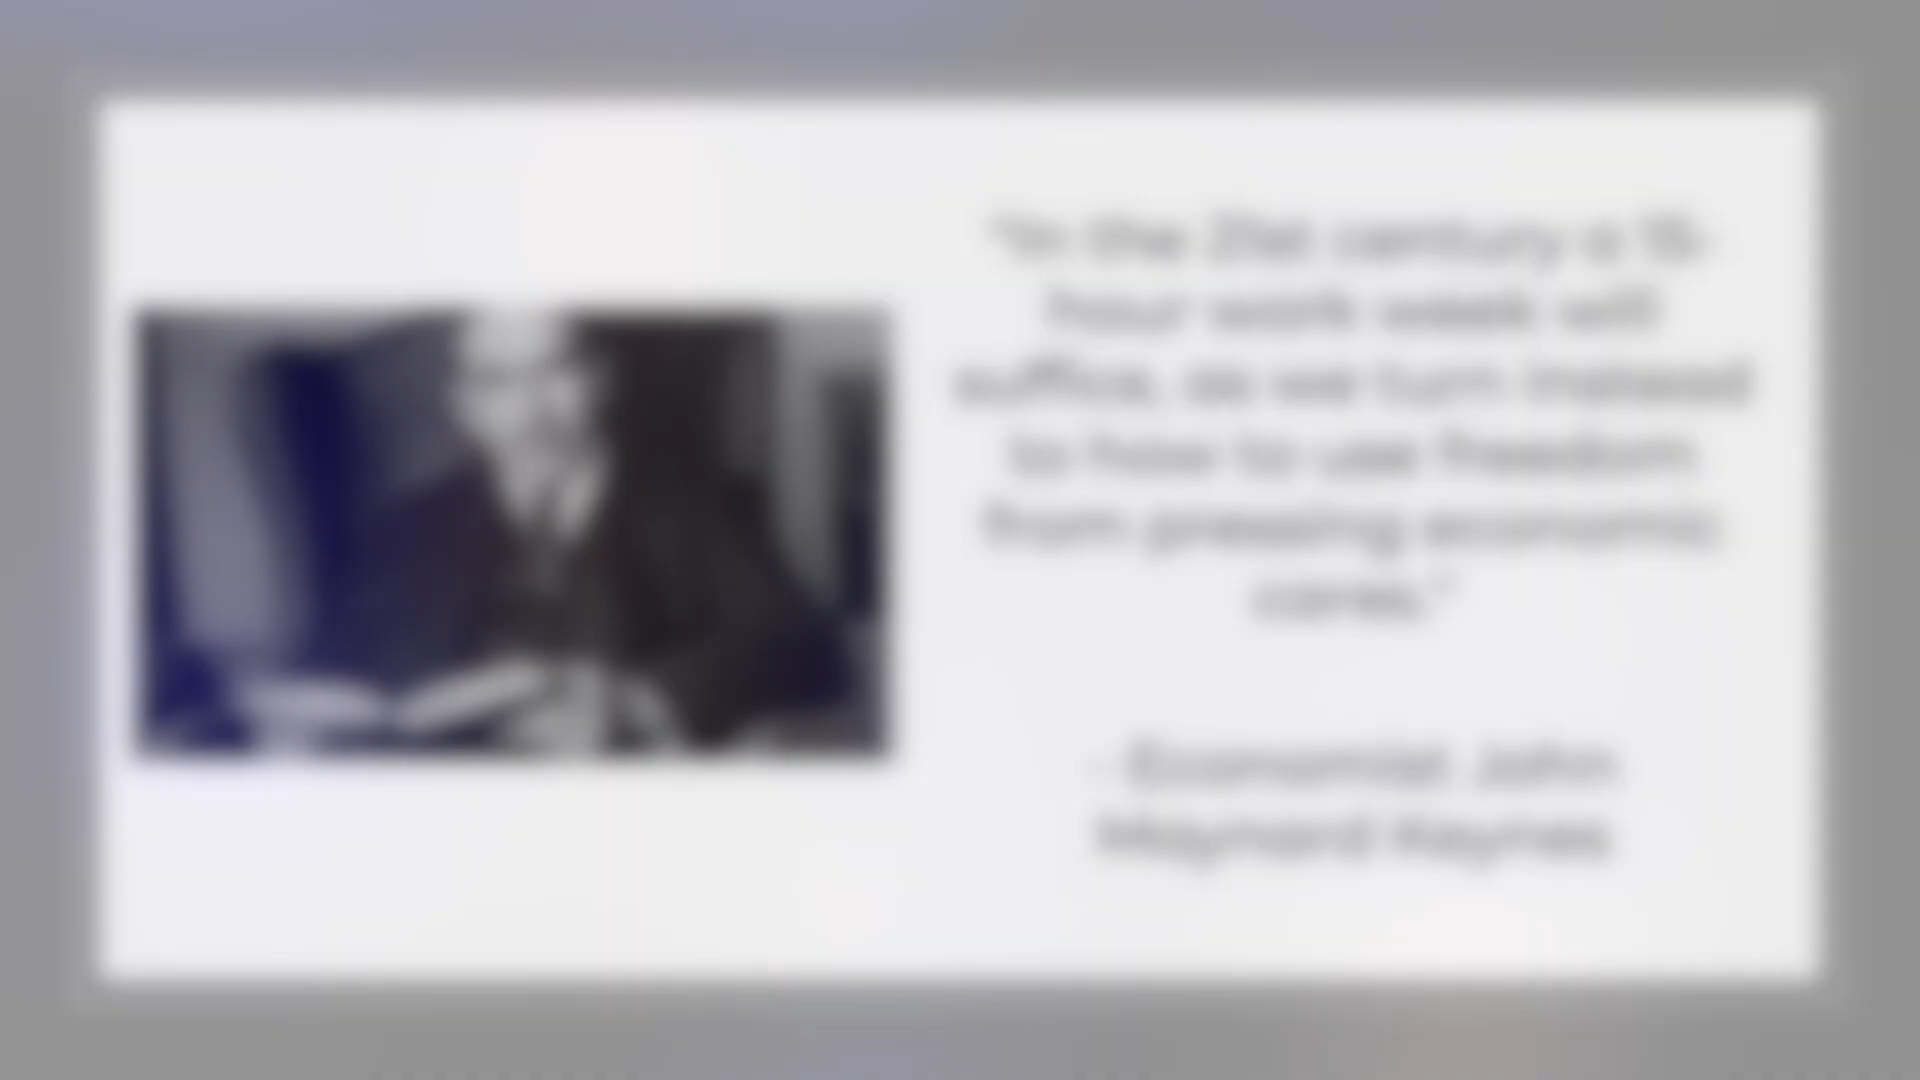 "In the 21st century a 15-
hour work week will
suffice, as we turn instead
to how to use freedom
from pressing economic
cares."
- Economist John
Maynard Keynes